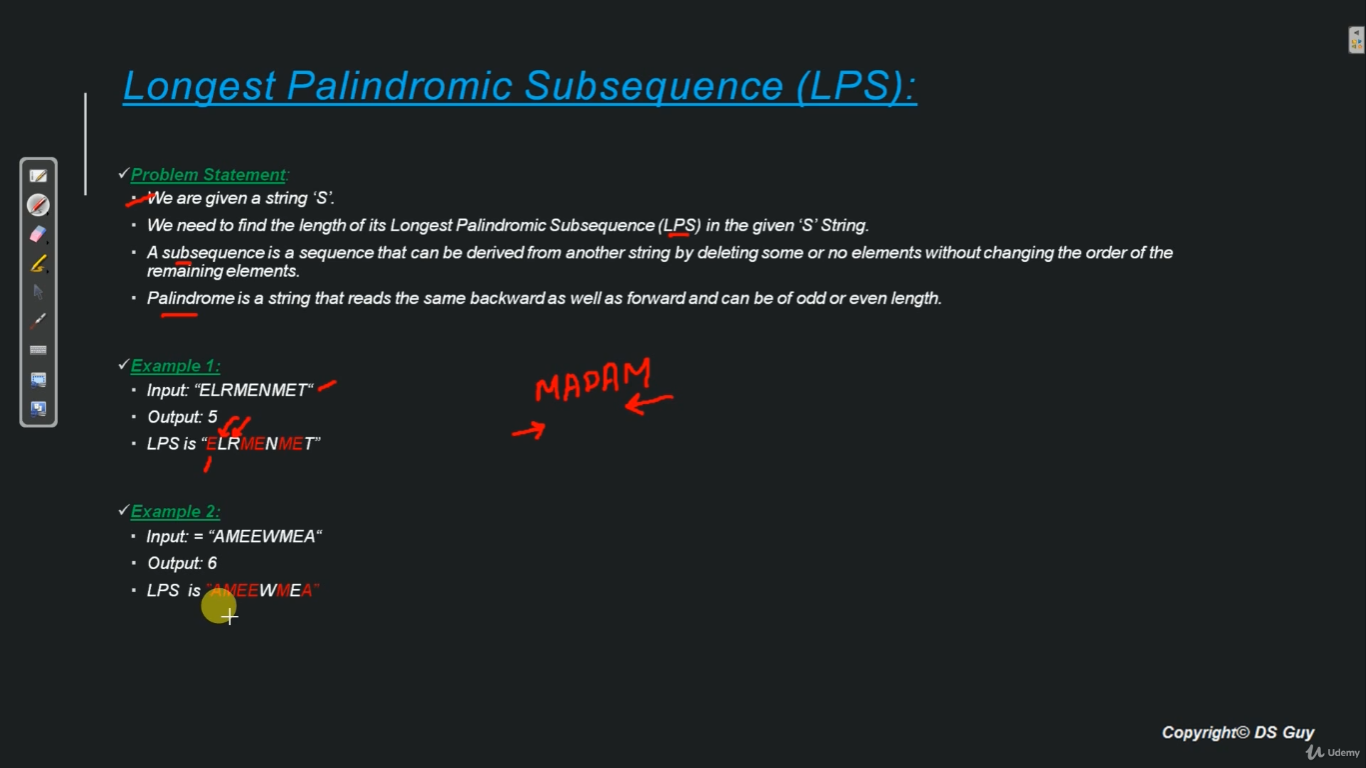 Longest Palindromic Subsequence (LPS):
✓Problem Statement:
▪ We are given a string ‘S’.
▪ We need to find the length of its Longest Palindromic Subsequence (LPS) in the given ‘S’ String.
▪ A subsequence is a sequence that can be derived from another string by deleting some or no elements without changing the order of the
remaining elements.
▪ Palindrome is a string that reads the same backward as well as forward and can be of odd or even length.
✓Example 1:
▪ Input: “ELRMENMET“
MADAM
▪ Output: 5
▪ LPS is “ELRMENMET”
✓Example 2:
▪ Input: = “AMEEWMEA“
▪ Output: 6
▪ LPS is “AMEEWMEA”
Copyright© DS Guy
Udemy